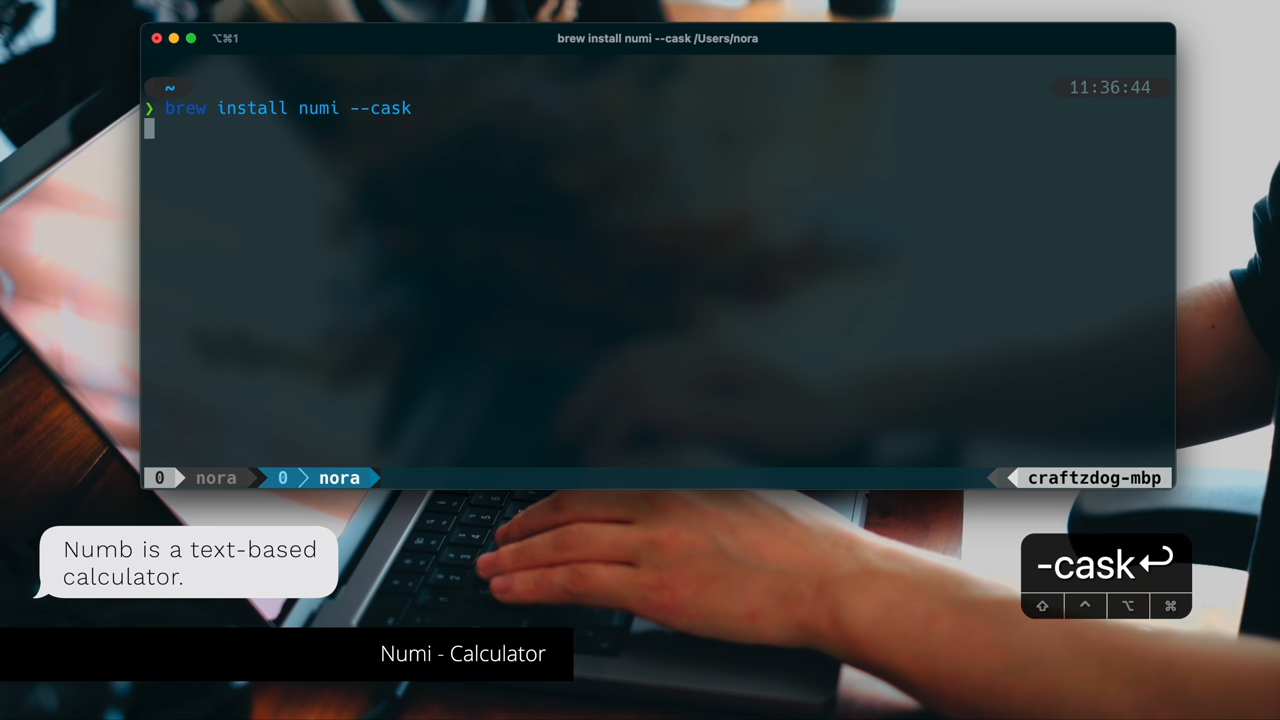 ⌥⌘1
brew install numi --cask /Users/nora
~
11:36:44
❯ brew install numi --cask
0 nora 0 nora
craftzdog-mbp
Numb is a text-based
calculator.
-cask↩
⇧ ^ ⌥ ⌘
Numi - Calculator